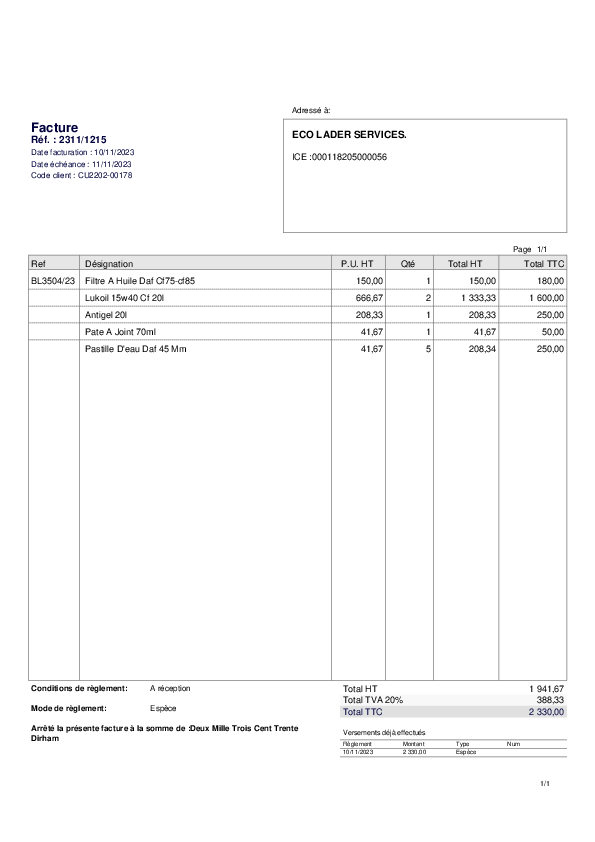 Adressé à:
Facture
Réf. : 2311/1215
Date facturation : 10/11/2023
Date échéance : 11/11/2023
Code client : CU2202-00178
ECO LADER SERVICES.
ICE :000118205000056
Page 1/1
Ref Désignation P.U. HT Qté Total HT Total TTC
BL3504/23 Filtre A Huile Daf Cf75-cf85 150,00 1 150,00 180,00
Lukoil 15w40 Cf 20l 666,67 2 1 333,33 1 600,00
Antigel 20l 208,33 1 208,33 250,00
Pate A Joint 70ml 41,67 1 41,67 50,00
Pastille D'eau Daf 45 Mm 41,67 5 208,34 250,00
Conditions de règlement: A réception
Mode de règlement: Espèce
Arrêté la présente facture à la somme de :Deux Mille Trois Cent Trente
Dirham
Total HT 1 941,67
Total TVA 20% 388,33
Total TTC 2 330,00
Versements déjà effectués
Règlement Montant Type Num
10/11/2023 2 330,00 Espèce
1/1